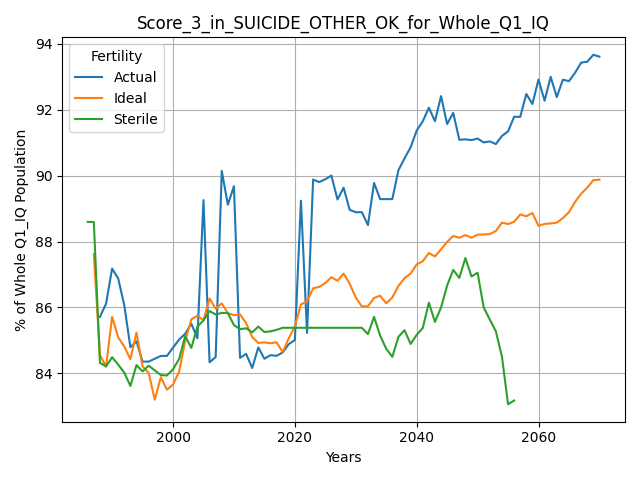 Score_3_in_SUICIDE_OTHER_OK_for_Whole_Q1_IQ
94
92
90
88
86
84
% of Whole Q1_IQ Population
Fertility
Actual
Ideal
Sterile
2000
2020
2040
2060
Years